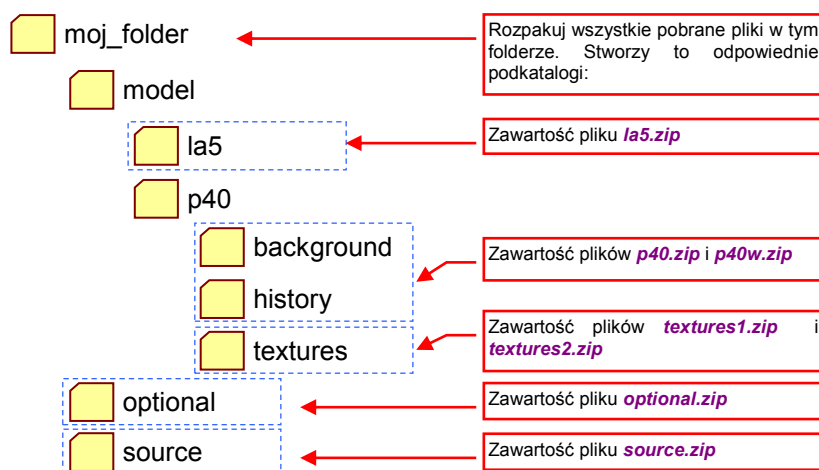 moj_folder
Rozpakuj wszystkie pobrane pliki w tym
folderze. Stworzy to odpowiednie
podkatalogi:
model
la5
Zawartość pliku la5.zip
p40
background
history
Zawartość plików p40.zip i p40w.zip
textures
Zawartość plików textures1.zip i
textures2.zip
optional
Zawartość pliku optional.zip
source
Zawartość pliku source.zip